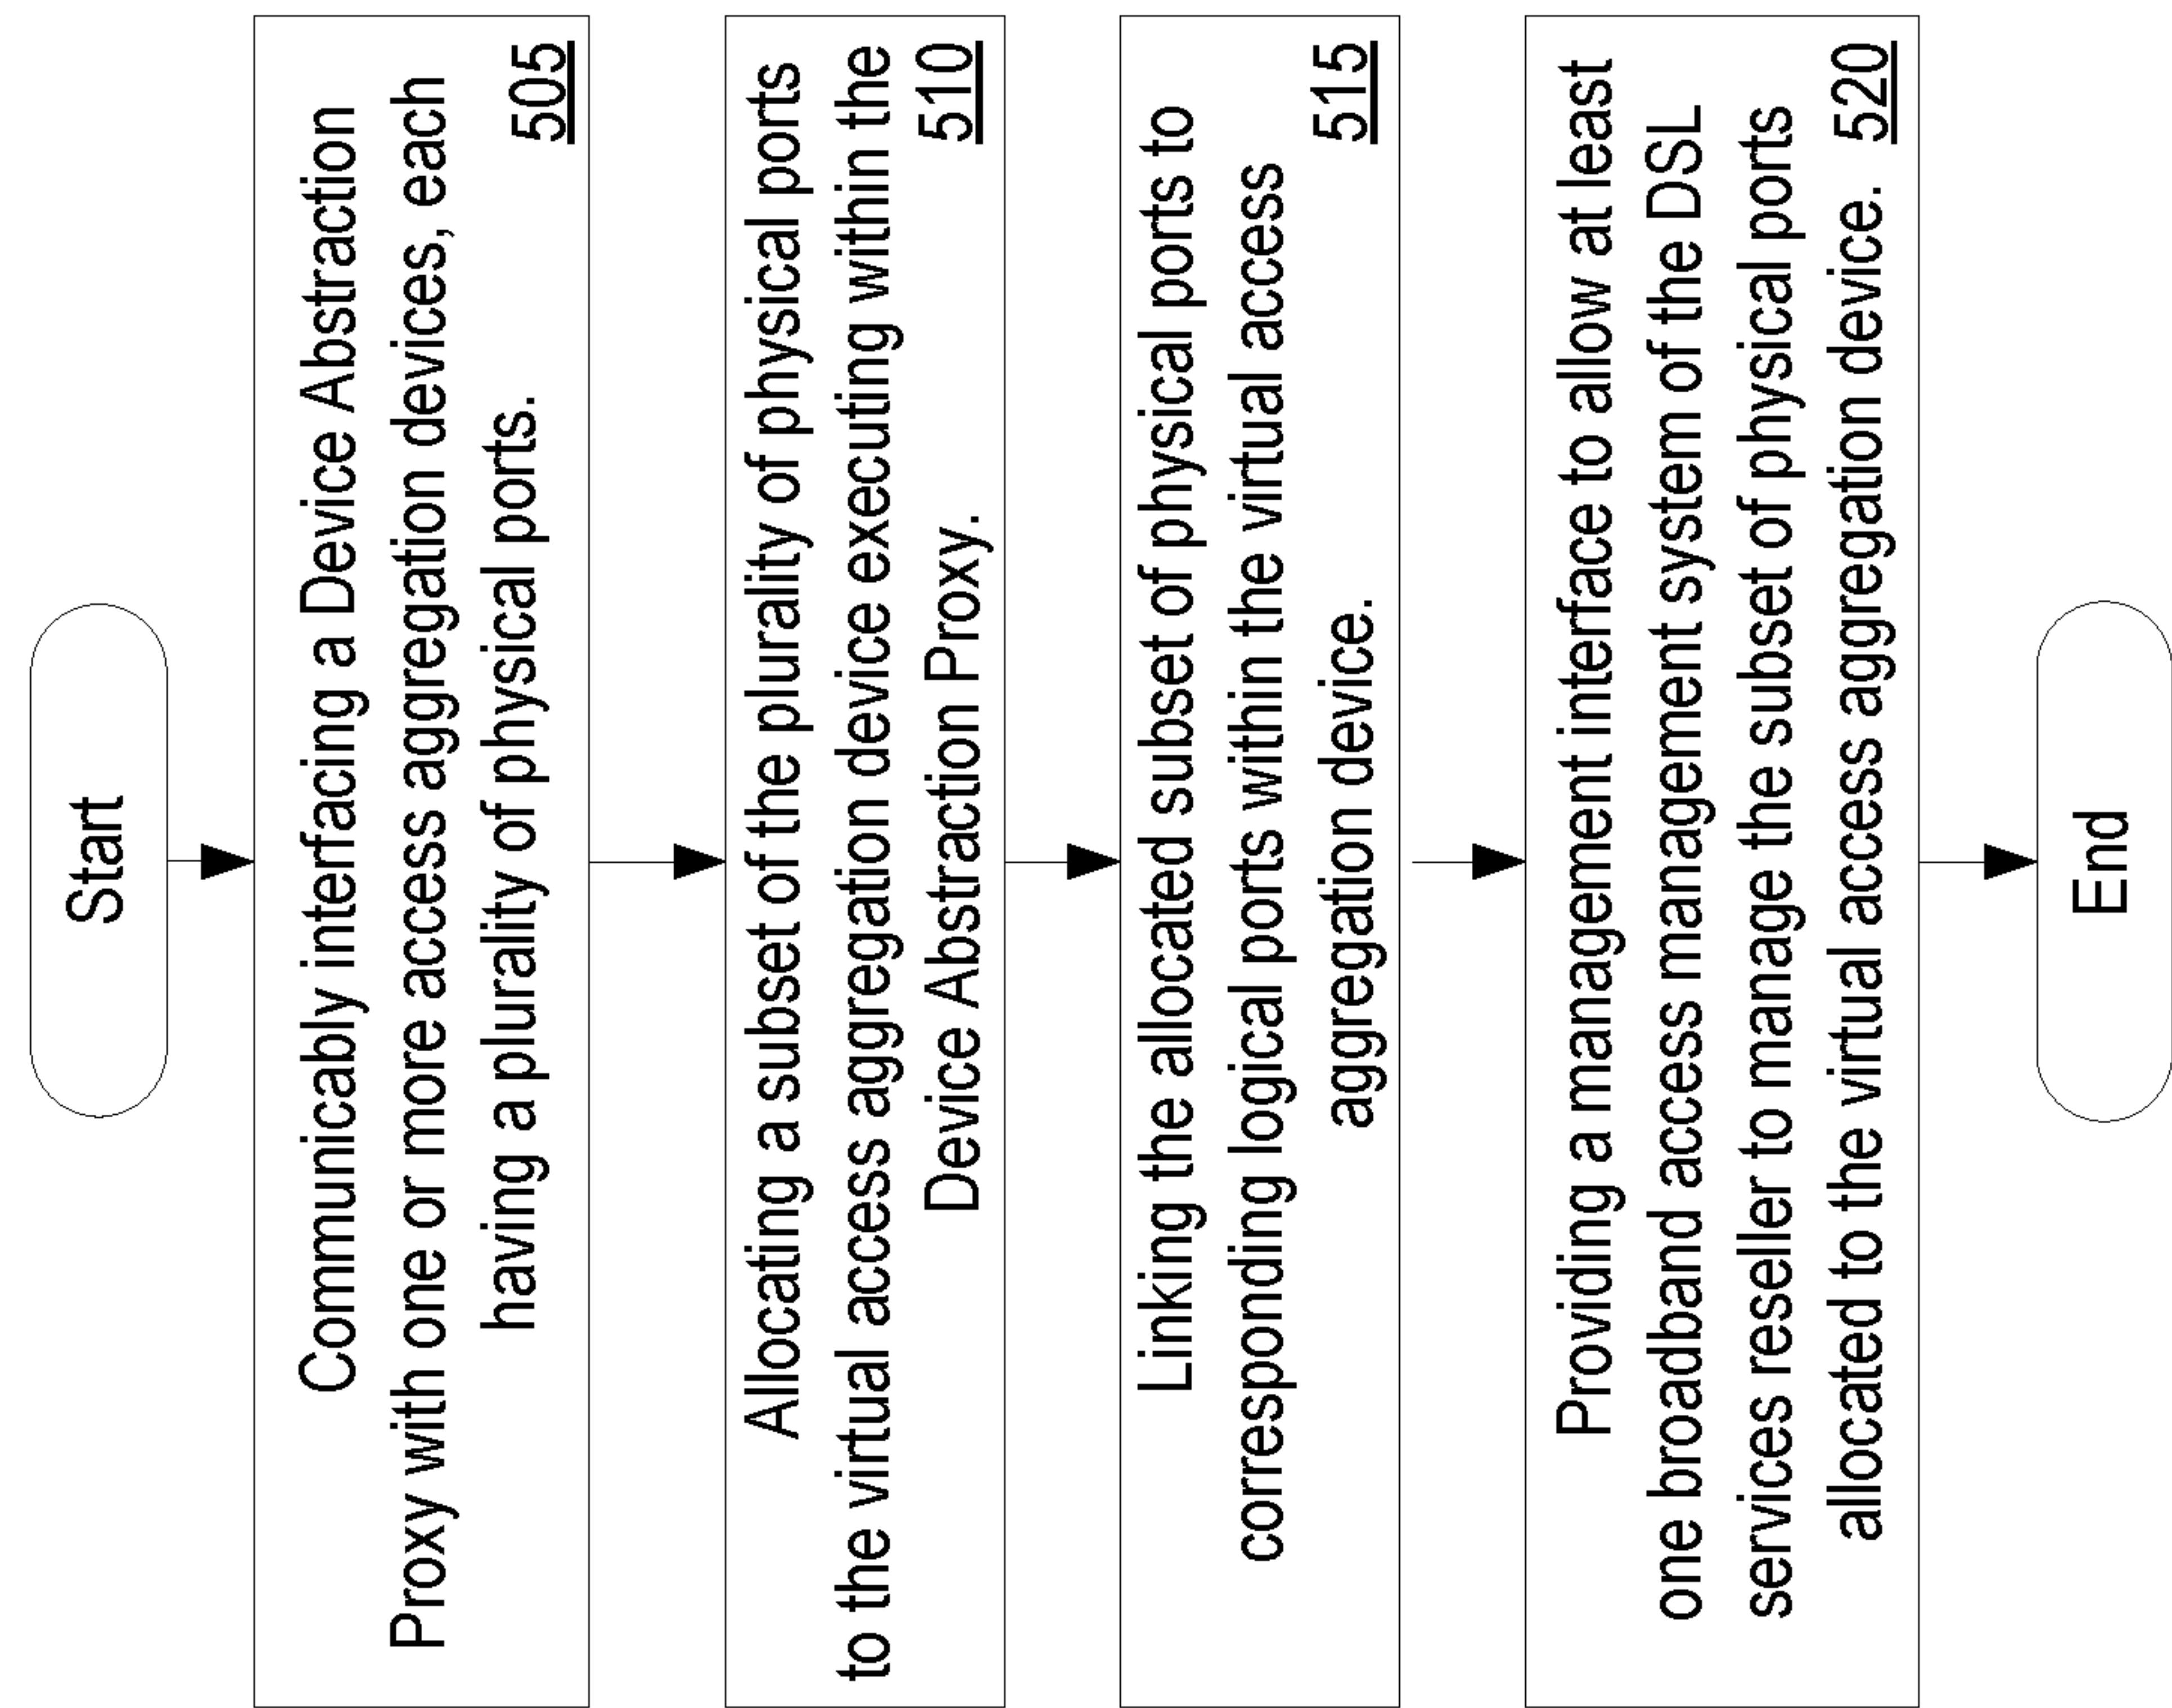 Start
Communicably interfacing a Device Abstraction
Proxy with one or more access aggregation devices, each
having a plurality of physical ports.
505
Allocating a subset of the plurality of physical ports
to the virtual access aggregation device executing within the
Device Abstraction Proxy.
510
Linking the allocated subset of physical ports to
corresponding logical ports within the virtual access
aggregation device.
515
Providing a management interface to allow at least
one broadband access management system of the DSL
services reseller to manage the subset of physical ports
allocated to the virtual access aggregation device. 520
End